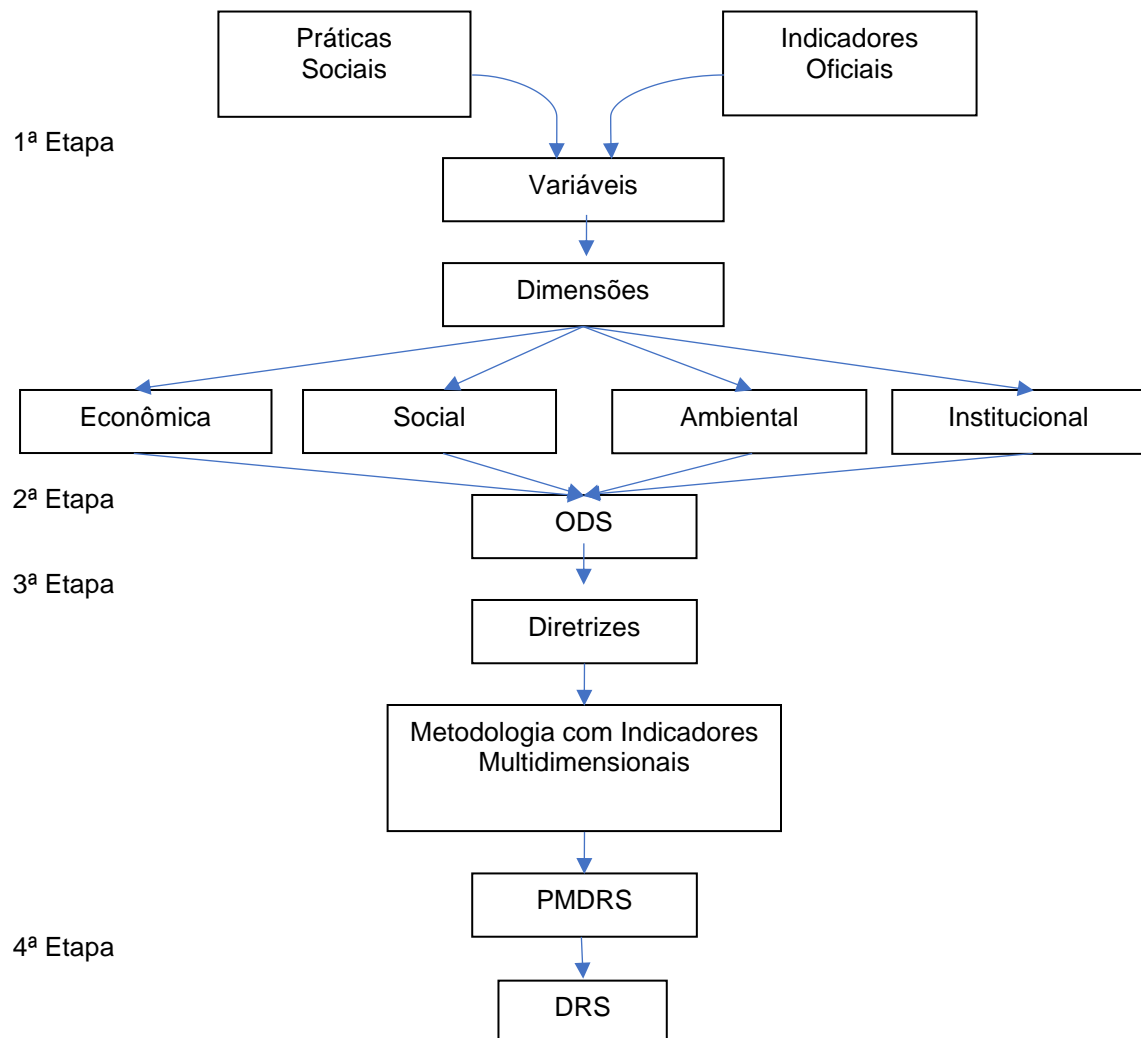 Práticas
Sociais
Indicadores
Oficiais
1ª Etapa
Variáveis
Dimensões
Econômica
Social
Ambiental
Institucional
2ª Etapa
ODS
3ª Etapa
Diretrizes
Metodologia com Indicadores
Multidimensionais
PMDRS
4ª Etapa
DRS